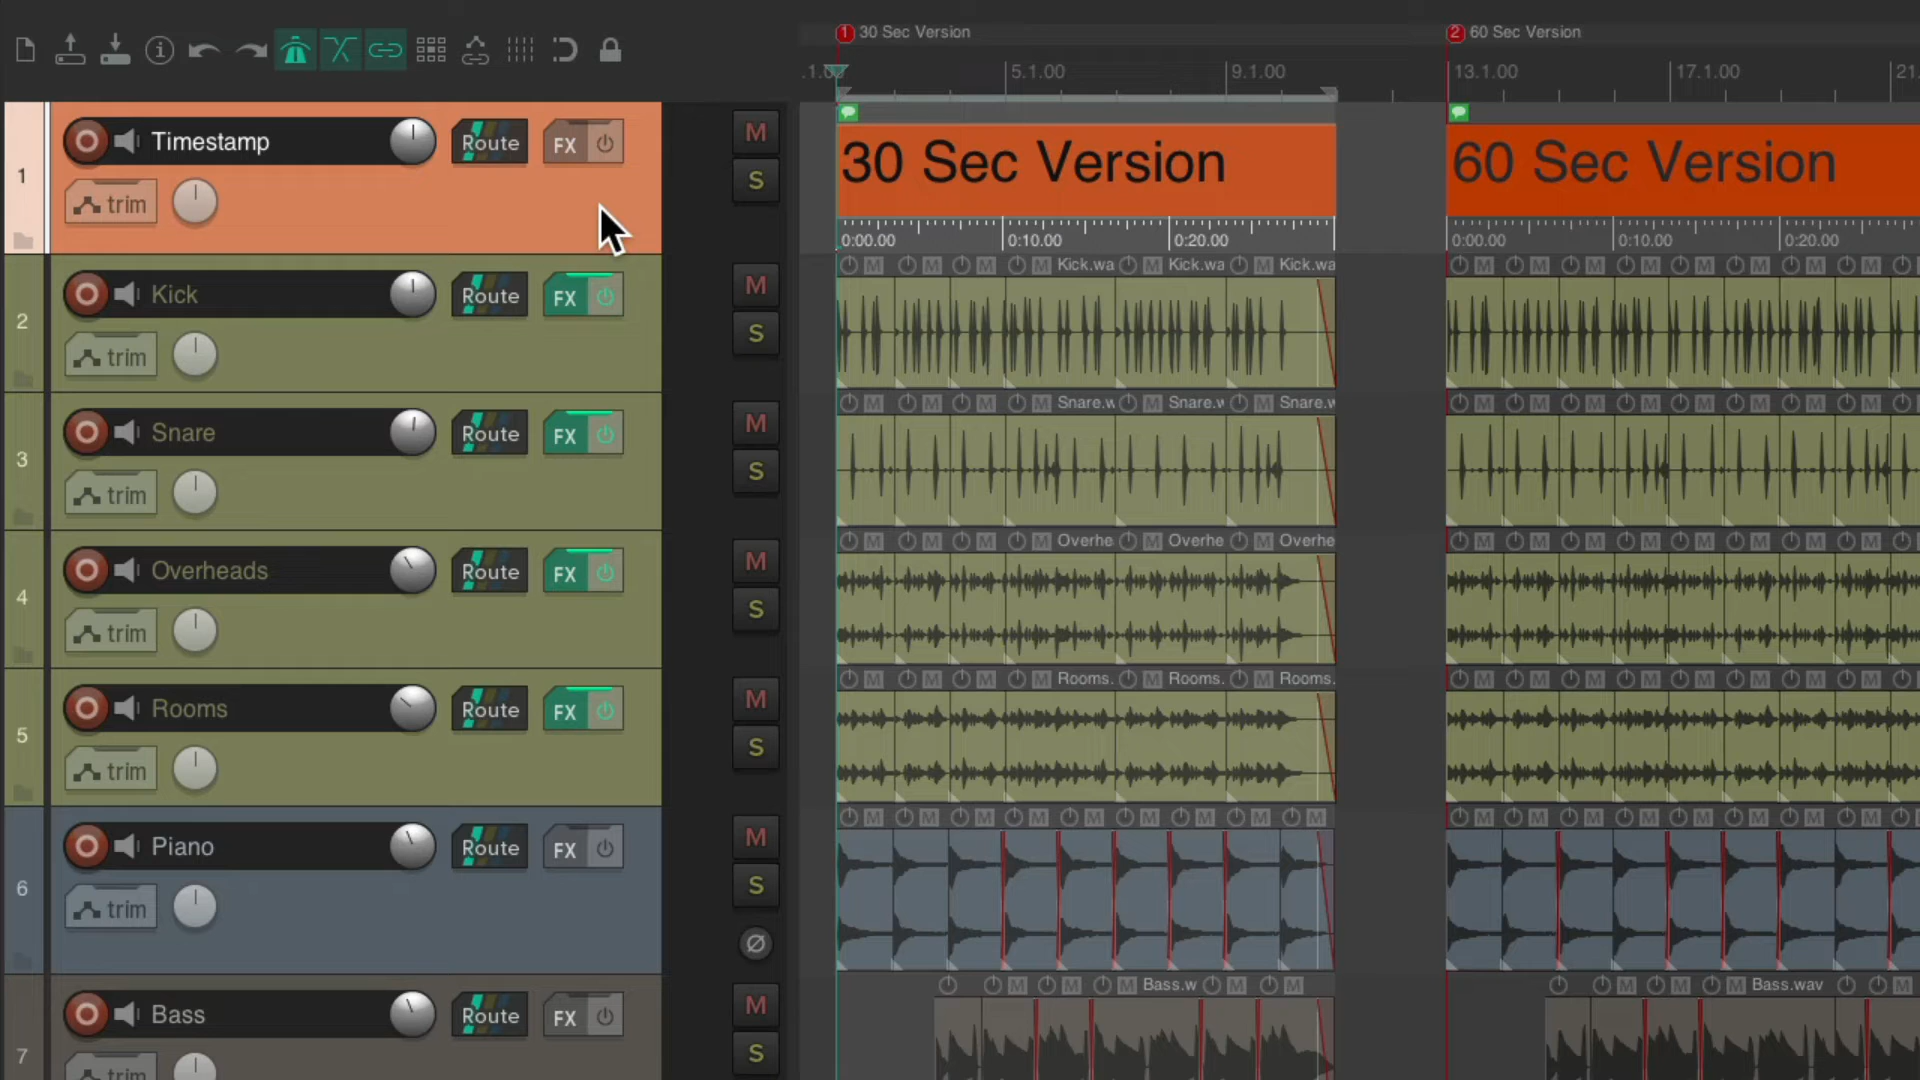 1 30 Sec Version
2 60 Sec Version
.1.00
5.1.00
9.1.00
13.1.00
17.1.00
21.
1
Timestamp
Route
FX
trim
M
S
30 Sec Version
60 Sec Version
0:00.00
0:10.00
0:20.00
0:00.00
0:10.00
0:20.00
2
Kick
Route
FX
trim
M
S
M M M M Kick.wa M Kick.wa M Kick.wa
3
Snare
Route
FX
trim
M
S
M M M M Snare.w M Snare.w M Snare.w
4
Overheads
Route
FX
trim
M
S
M M M M Overhe M Overhe M Overhe
5
Rooms
Route
FX
trim
M
S
M M M M Rooms. M Rooms. M Rooms.
6
Piano
Route
FX
trim
M
S
Ø
M M M M M M M M M
7
Bass
Route
FX
trim
M
S
M M M Bass.w M M
M M M Bass.wav M